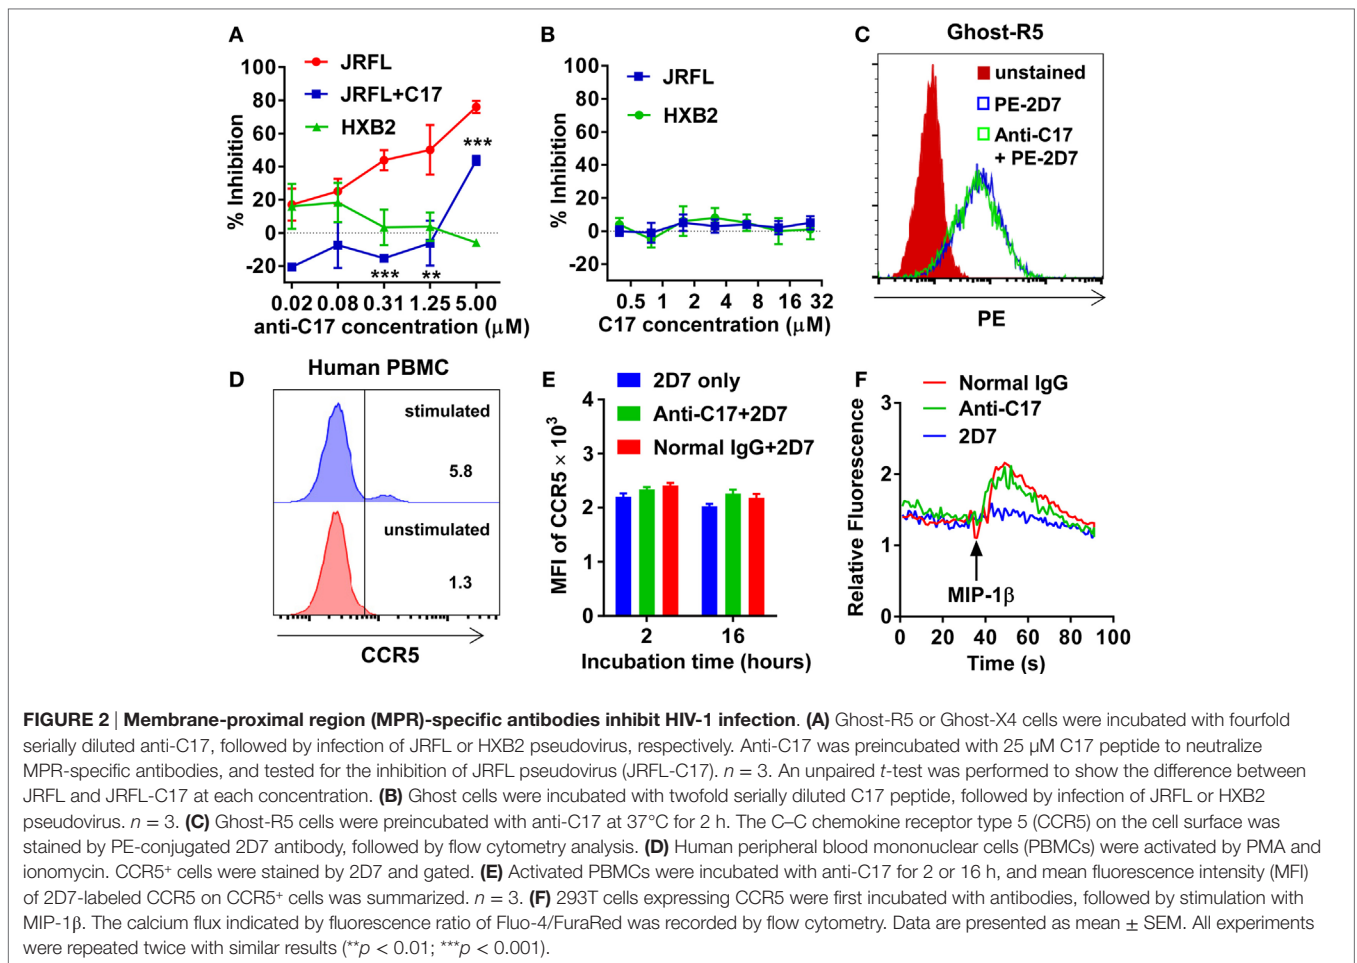 A
JRFL
JRFL+C17
HXB2
% Inhibition
100
80
60
40
20
0
-20
***
***
**
0.02 0.08 0.31 1.25 5.00
anti-C17 concentration (μM)
B
JRFL
HXB2
% Inhibition
100
80
60
40
20
0
-20
0.5 1 2 4 8 16 32
C17 concentration (μM)
C
Ghost-R5
unstained
PE-2D7
Anti-C17
+ PE-2D7
PE
D
Human PBMC
stimulated
5.8
unstimulated
1.3
CCR5
E
2D7 only
Anti-C17+2D7
Normal IgG+2D7
MFI of CCR5 × 10³
4
3
2
1
0
2 16
Incubation time (hours)
F
Normal IgG
Anti-C17
2D7
Relative Fluorescence
3
2
1
0
MIP-1β
0 20 40 60 80 100
Time (s)
FIGURE 2 | Membrane-proximal region (MPR)-specific antibodies inhibit HIV-1 infection. (A) Ghost-R5 or Ghost-X4 cells were incubated with fourfold
serially diluted anti-C17, followed by infection of JRFL or HXB2 pseudovirus, respectively. Anti-C17 was preincubated with 25 μM C17 peptide to neutralize
MPR-specific antibodies, and tested for the inhibition of JRFL pseudovirus (JRFL-C17). n = 3. An unpaired t-test was performed to show the difference between
JRFL and JRFL-C17 at each concentration. (B) Ghost cells were incubated with twofold serially diluted C17 peptide, followed by infection of JRFL or HXB2
pseudovirus. n = 3. (C) Ghost-R5 cells were preincubated with anti-C17 at 37°C for 2 h. The C–C chemokine receptor type 5 (CCR5) on the cell surface was
stained by PE-conjugated 2D7 antibody, followed by flow cytometry analysis. (D) Human peripheral blood mononuclear cells (PBMCs) were activated by PMA and
ionomycin. CCR5⁺ cells were stained by 2D7 and gated. (E) Activated PBMCs were incubated with anti-C17 for 2 or 16 h, and mean fluorescence intensity (MFI)
of 2D7-labeled CCR5 on CCR5⁺ cells was summarized. n = 3. (F) 293T cells expressing CCR5 were first incubated with antibodies, followed by stimulation with
MIP-1β. The calcium flux indicated by fluorescence ratio of Fluo-4/FuraRed was recorded by flow cytometry. Data are presented as mean ± SEM. All experiments
were repeated twice with similar results (**p < 0.01; ***p < 0.001).